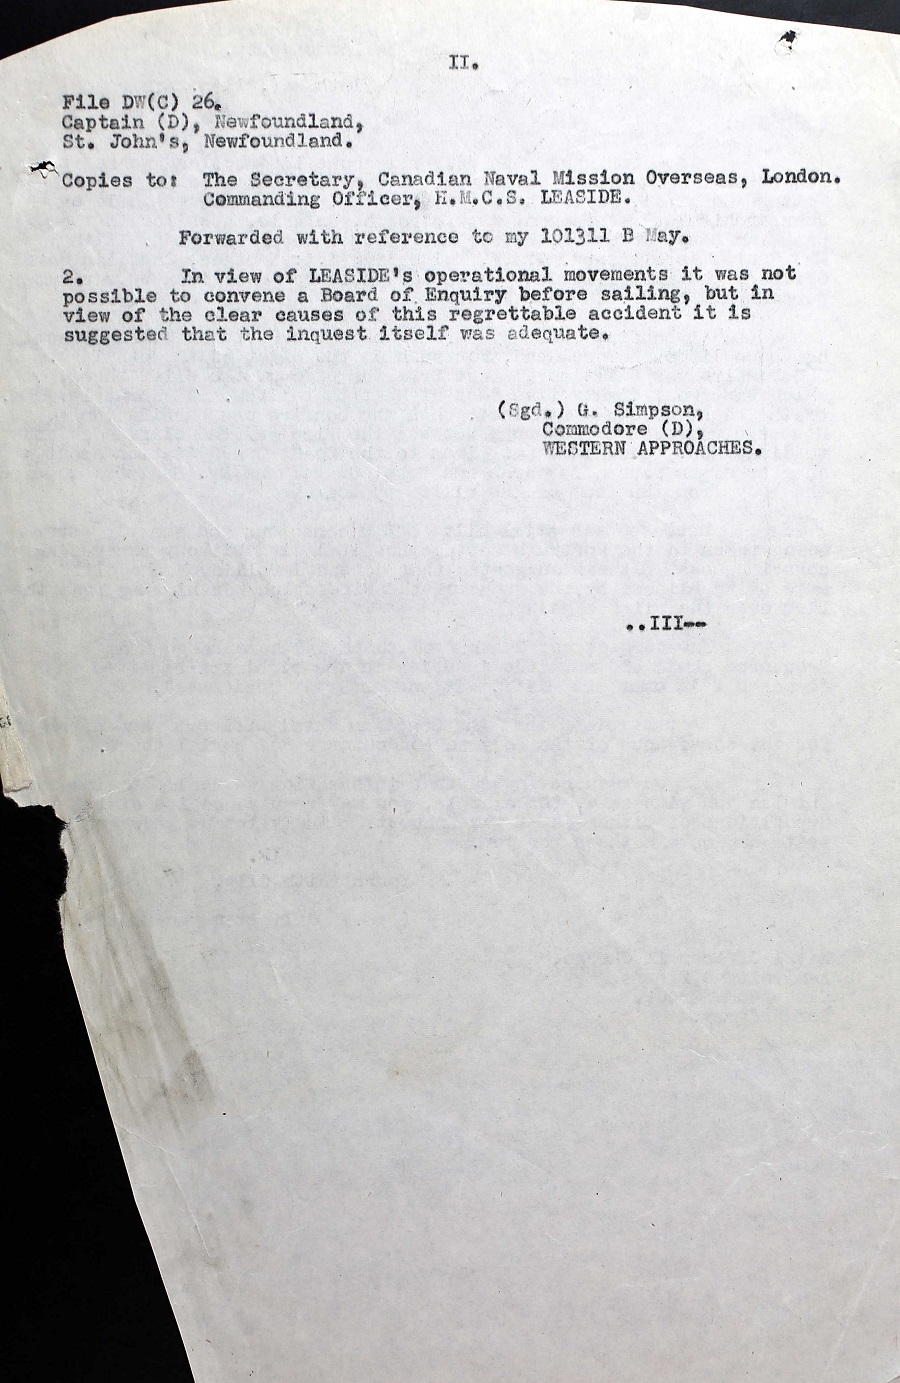 II.
File DW(C) 26.
Captain (D), Newfoundland,
St. John's, Newfoundland.
Copies to: The Secretary, Canadian Naval Mission Overseas, London.
Commanding Officer, H.M.C.S. LEASIDE.
Forwarded with reference to my 101311 B May.
2. In view of LEASIDE's operational movements it was not
possible to convene a Board of Enquiry before sailing, but in
view of the clear causes of this regrettable accident it is
suggested that the inquest itself was adequate.
(Sgd.) G. Simpson,
Commodore (D),
WESTERN APPROACHES.
..III--